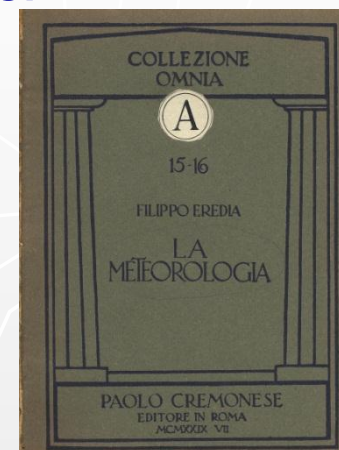 COLLEZIONE
OMNIA
A
15-16
FILIPPO EREDIA
LA
METEOROLOGIA
PAOLO CREMONESE
EDITORE IN ROMA
MCMXXIX VII